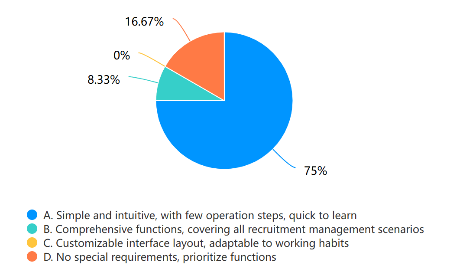 16.67%
0%
8.33%
75%
A. Simple and intuitive, with few operation steps, quick to learn
B. Comprehensive functions, covering all recruitment management scenarios
C. Customizable interface layout, adaptable to working habits
D. No special requirements, prioritize functions